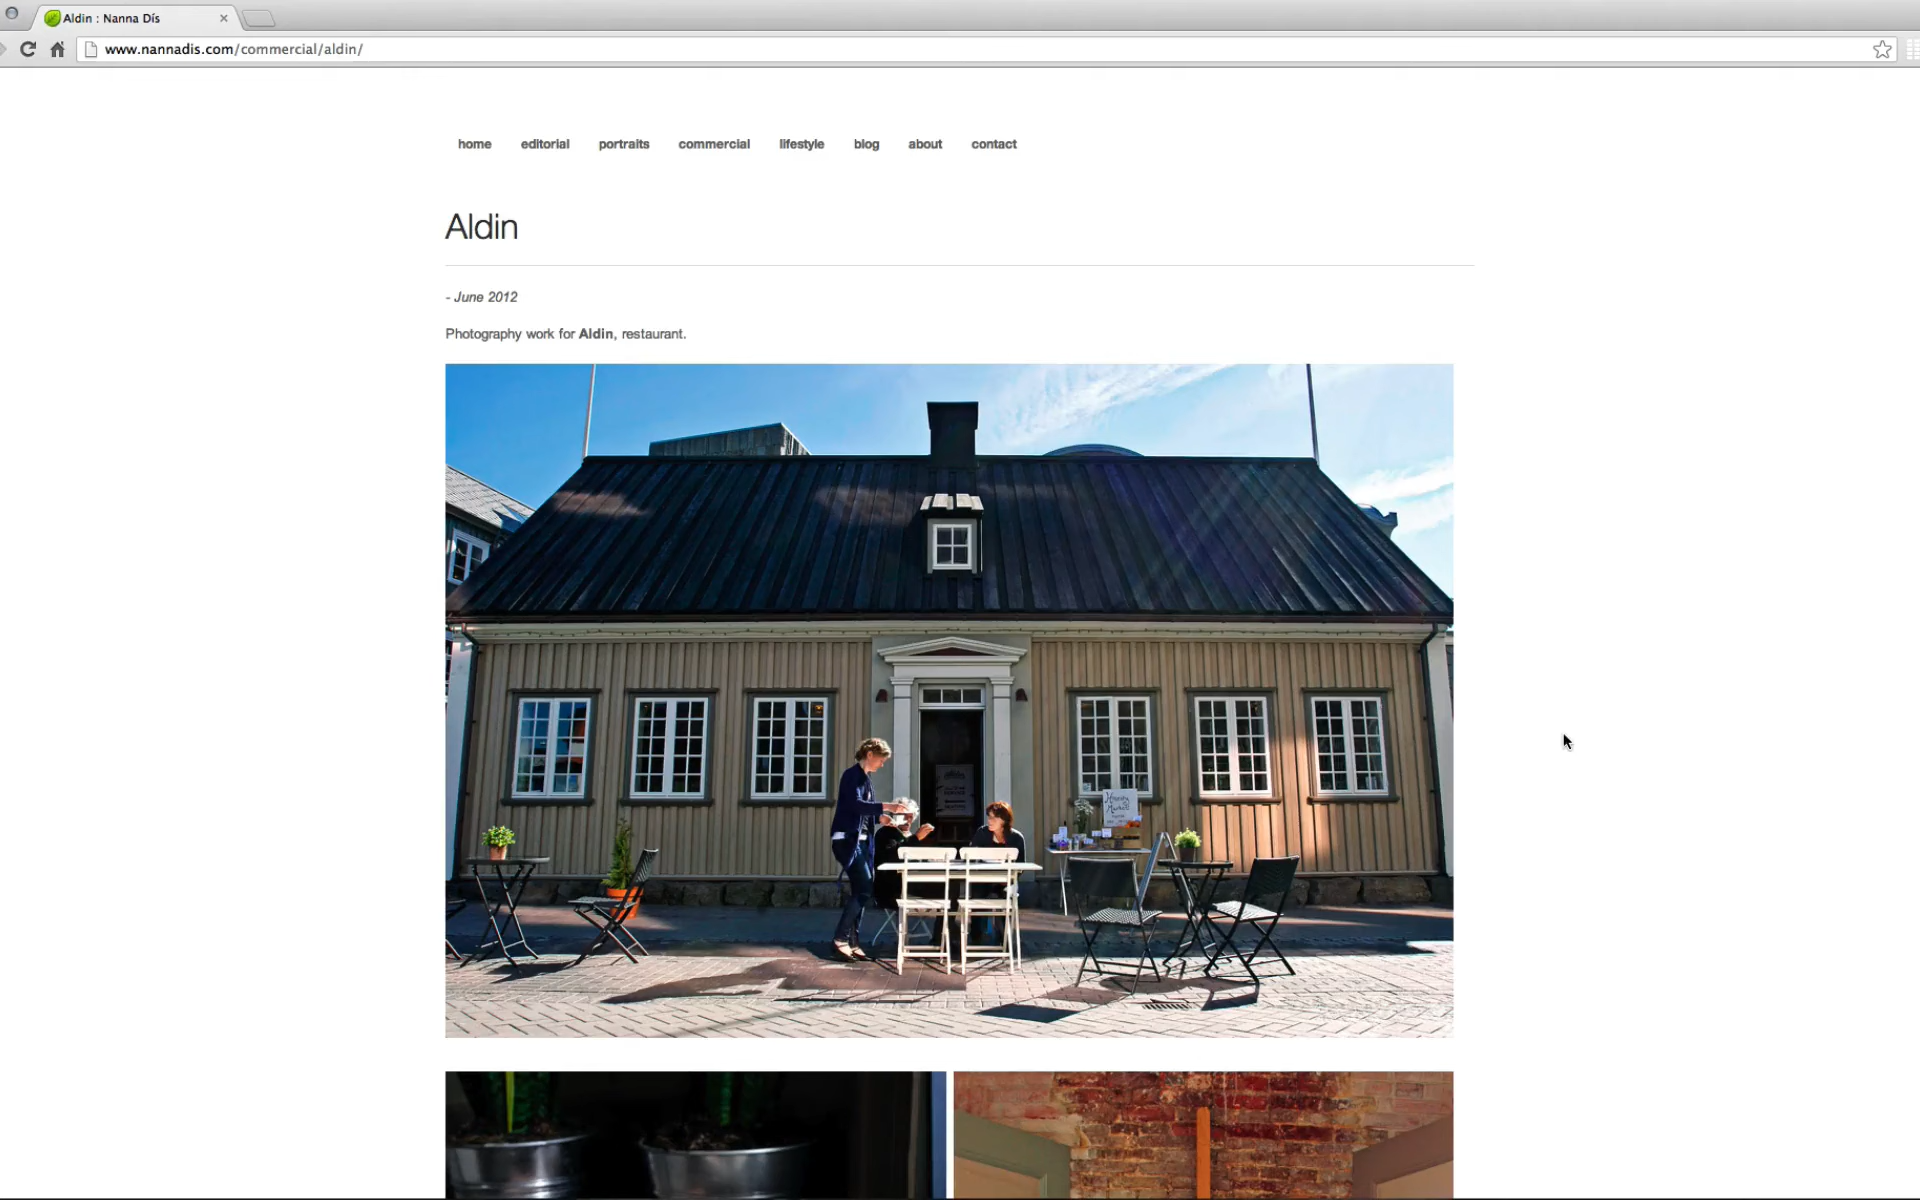 Aldin : Nanna Dís
www.nannadis.com/commercial/aldin/
home editorial portraits commercial lifestyle blog about contact
Aldin
- June 2012
Photography work for Aldin, restaurant.